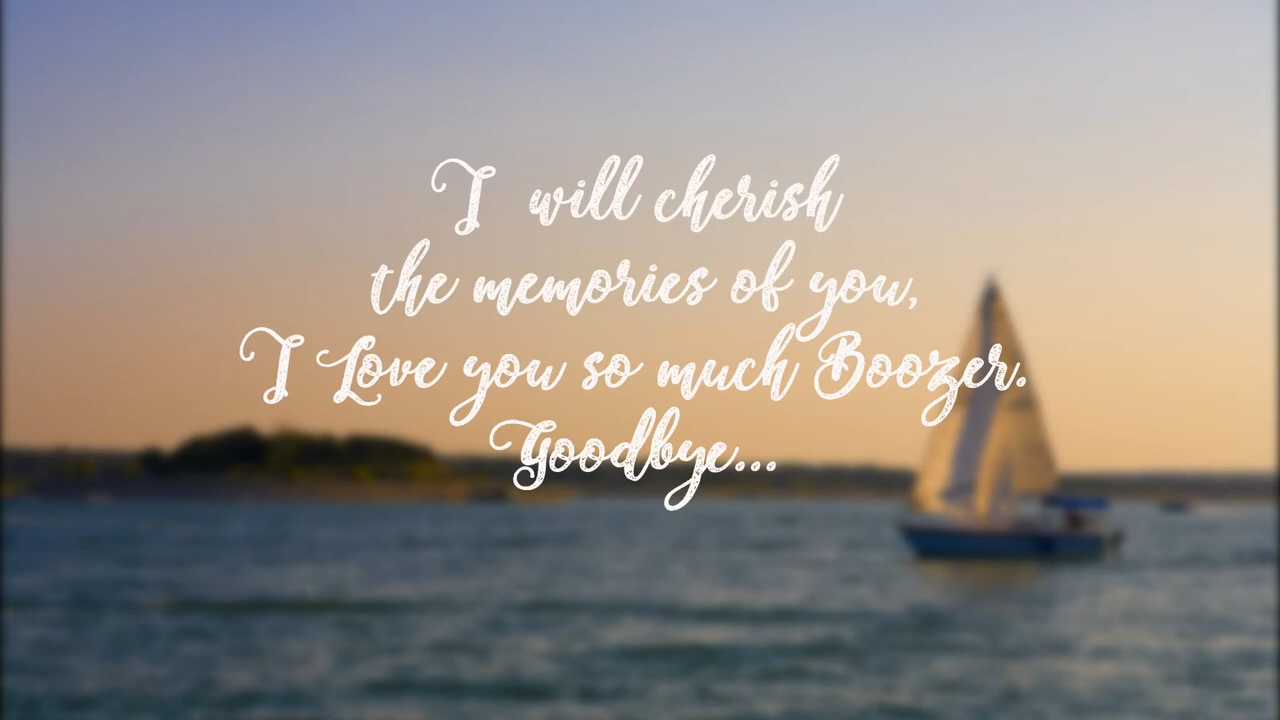 I will cherish
the memories of you,
I Love you so much Boozer.
Goodbye...